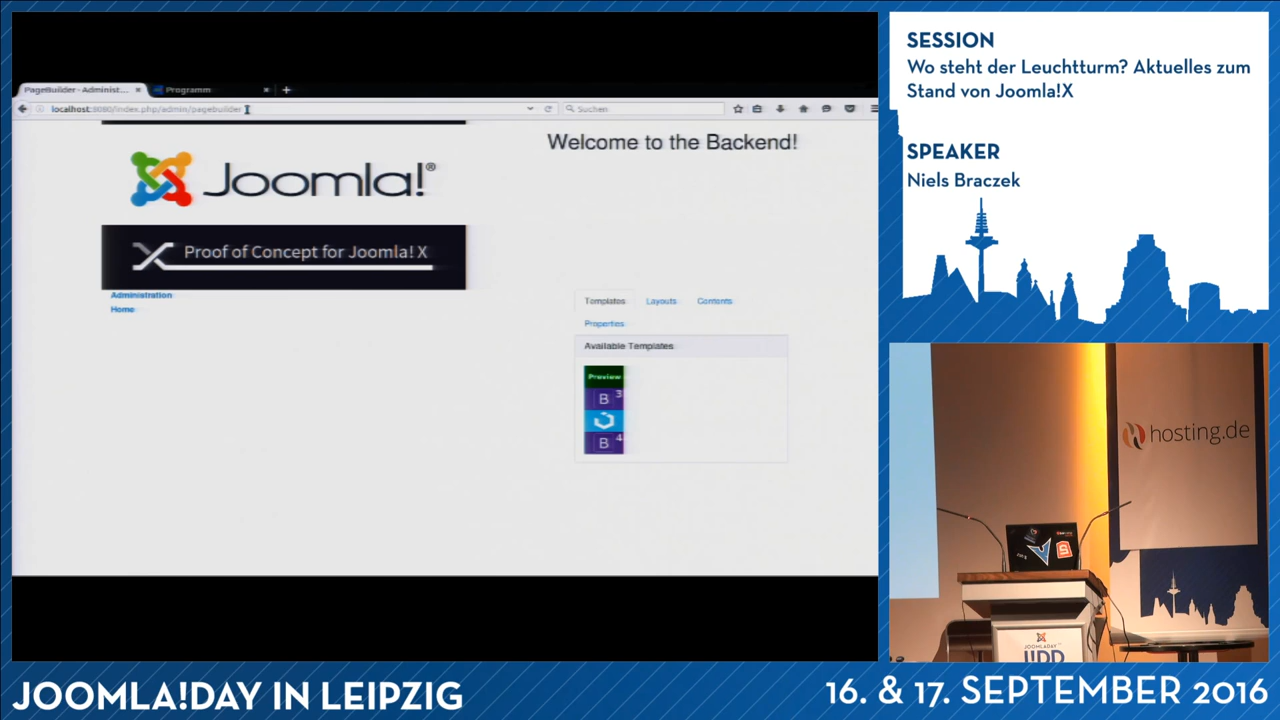 PageBuilder - Administ...
Programm
localhost:8080/index.php/admin/pagebuilder
Suchen
Joomla!®
Welcome to the Backend!
Proof of Concept for Joomla! X
Administration
Home
Templates
Layouts
Contents
Properties
Available Templates
Preview
B 3
B 4
SESSION
Wo steht der Leuchtturm? Aktuelles zum
Stand von Joomla!X
SPEAKER
Niels Braczek
hosting.de
JOOMLADAY
JOOMLA!DAY IN LEIPZIG
16. & 17. SEPTEMBER 2016